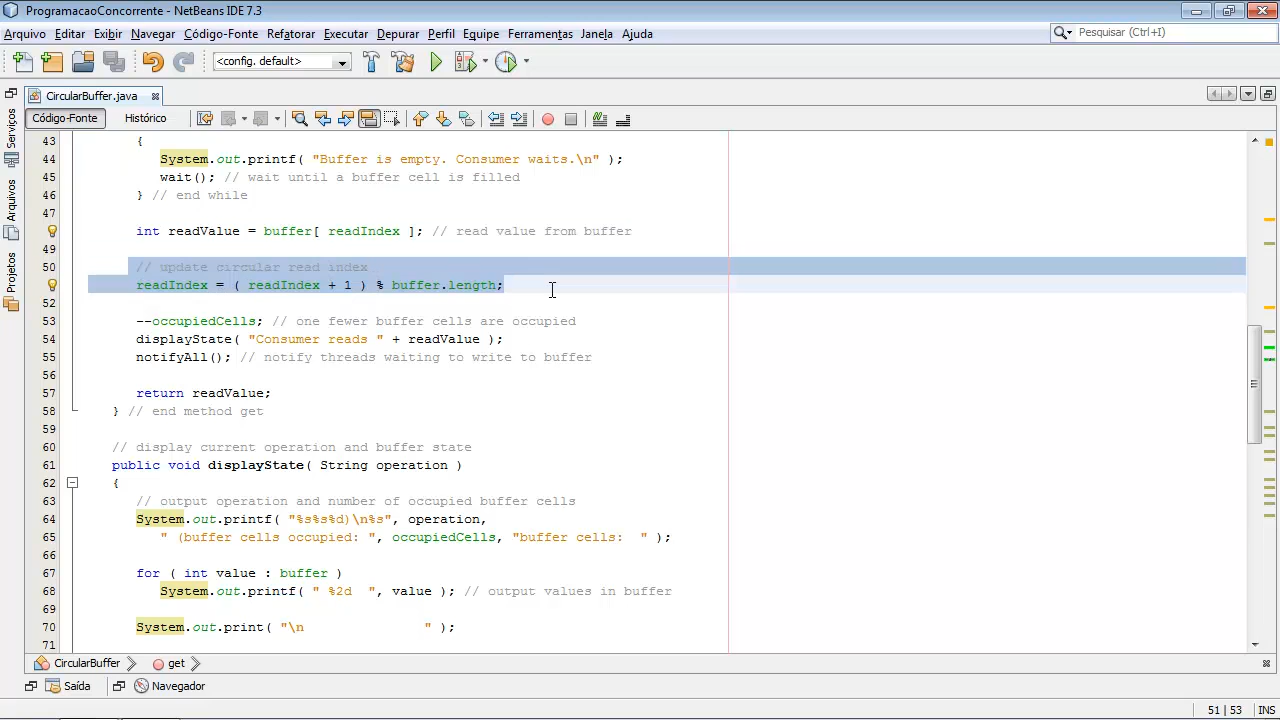 ProgramacaoConcorrente - NetBeans IDE 7.3
Arquivo Editar Exibir Navegar Código-Fonte Refatorar Executar Depurar Perfil Equipe Ferramentas Janela Ajuda
Pesquisar (Ctrl+I)
<config. default>
CircularBuffer.java
Código-Fonte Histórico
Serviços
Arquivos
Projetos
43 {
44 System.out.printf( "Buffer is empty. Consumer waits.\n" );
45 wait(); // wait until a buffer cell is filled
46 } // end while
47
int readValue = buffer[ readIndex ]; // read value from buffer
49
50 // update circular read index
readIndex = ( readIndex + 1 ) % buffer.length;
52
53 --occupiedCells; // one fewer buffer cells are occupied
54 displayState( "Consumer reads " + readValue );
55 notifyAll(); // notify threads waiting to write to buffer
56
57 return readValue;
58 } // end method get
59
60 // display current operation and buffer state
61 public void displayState( String operation )
62 {
63 // output operation and number of occupied buffer cells
64 System.out.printf( "%s%s%d)\n%s", operation,
65 " (buffer cells occupied: ", occupiedCells, "buffer cells:  " );
66
67 for ( int value : buffer )
68 System.out.printf( " %2d  ", value ); // output values in buffer
69
70 System.out.print( "\n               " );
71
CircularBuffer get
Saída Navegador
51 | 53 INS